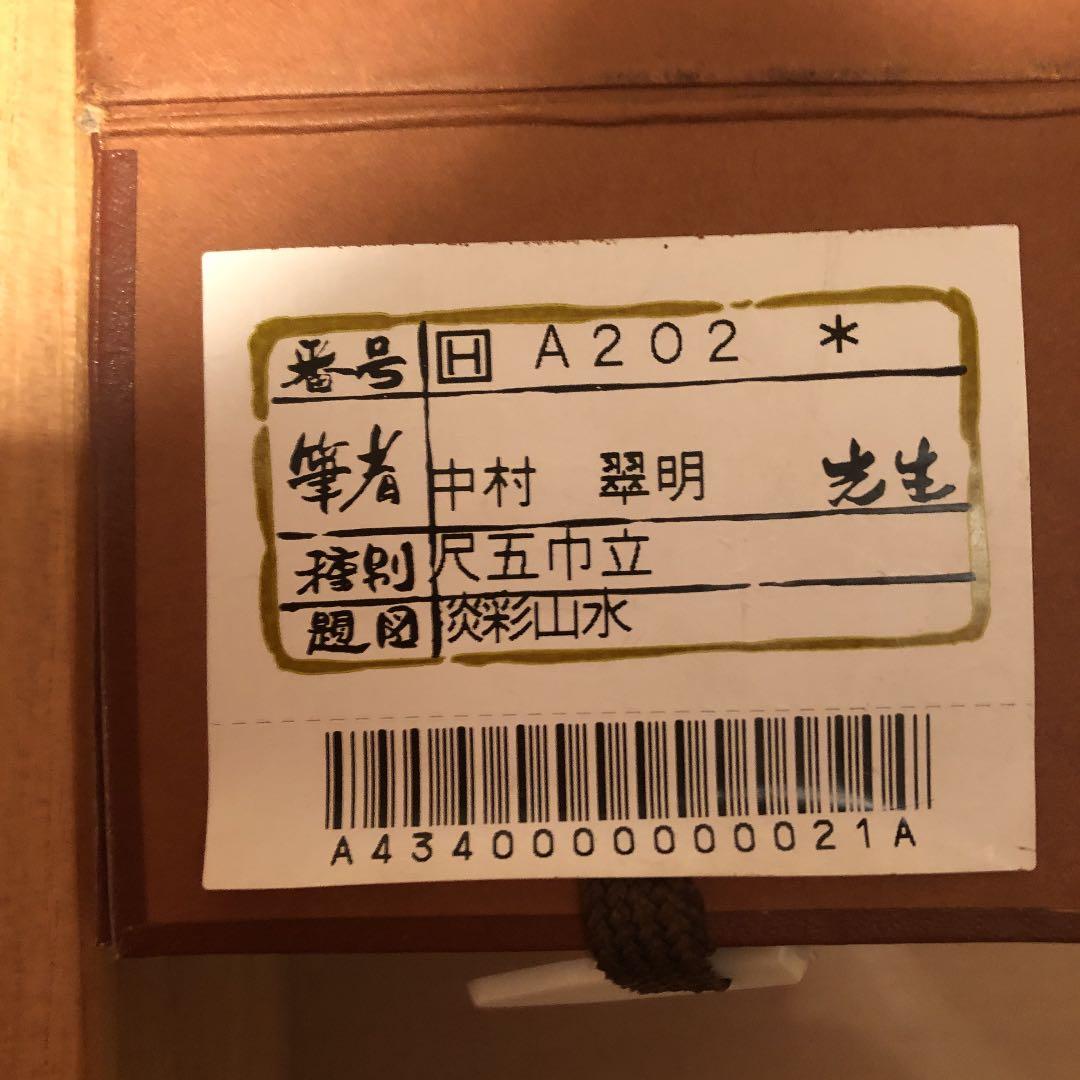 番号 H A202 *
筆者 中村 翠明 先生
種別 尺五巾立
題図 淡彩山水
A43400000000021A